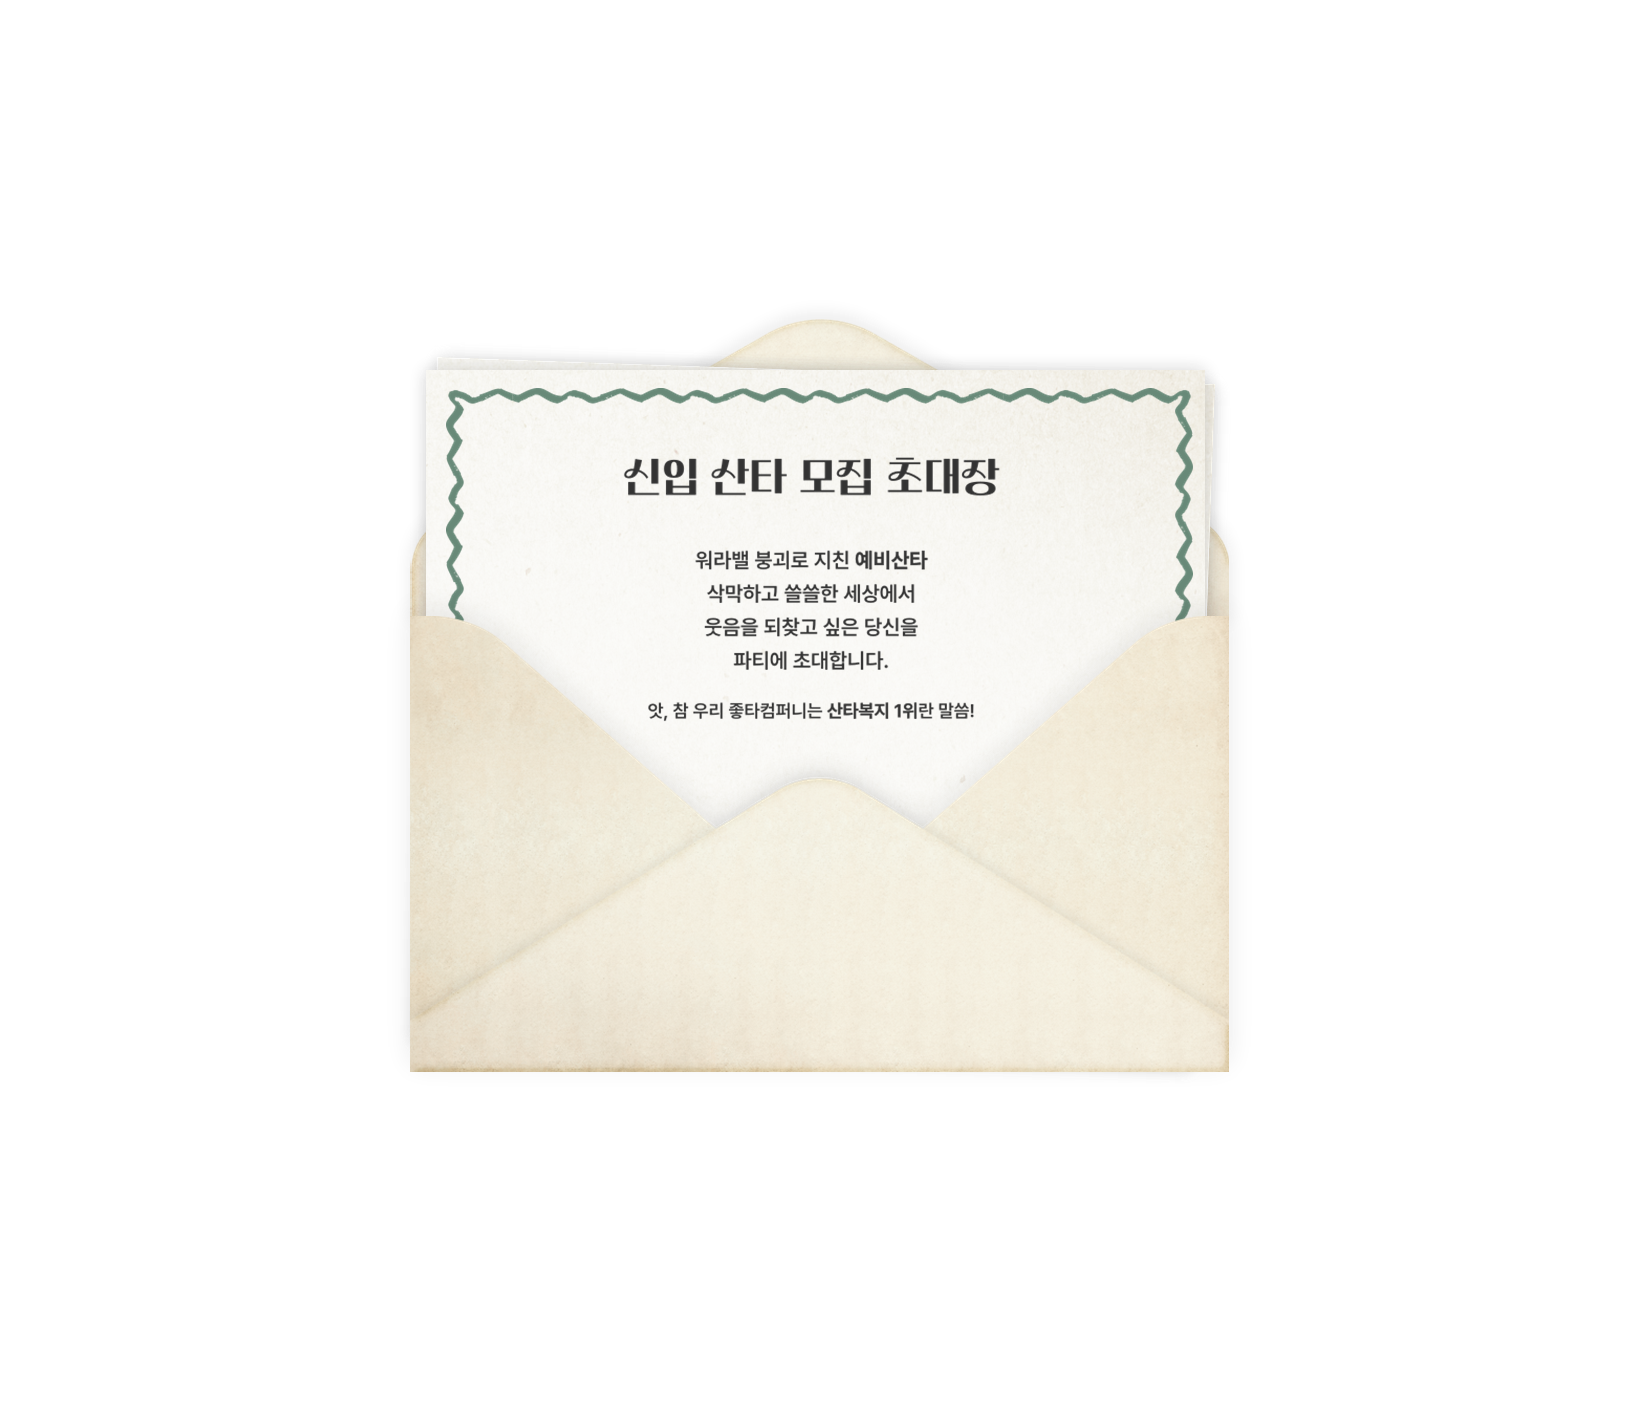 신입 산타 모집 초대장
워라밸 붕괴로 지친 예비산타
삭막하고 쓸쓸한 세상에서
웃음을 되찾고 싶은 당신을
파티에 초대합니다.
앗, 참 우리 좋타컴퍼니는 산타복지 1위란 말씀!